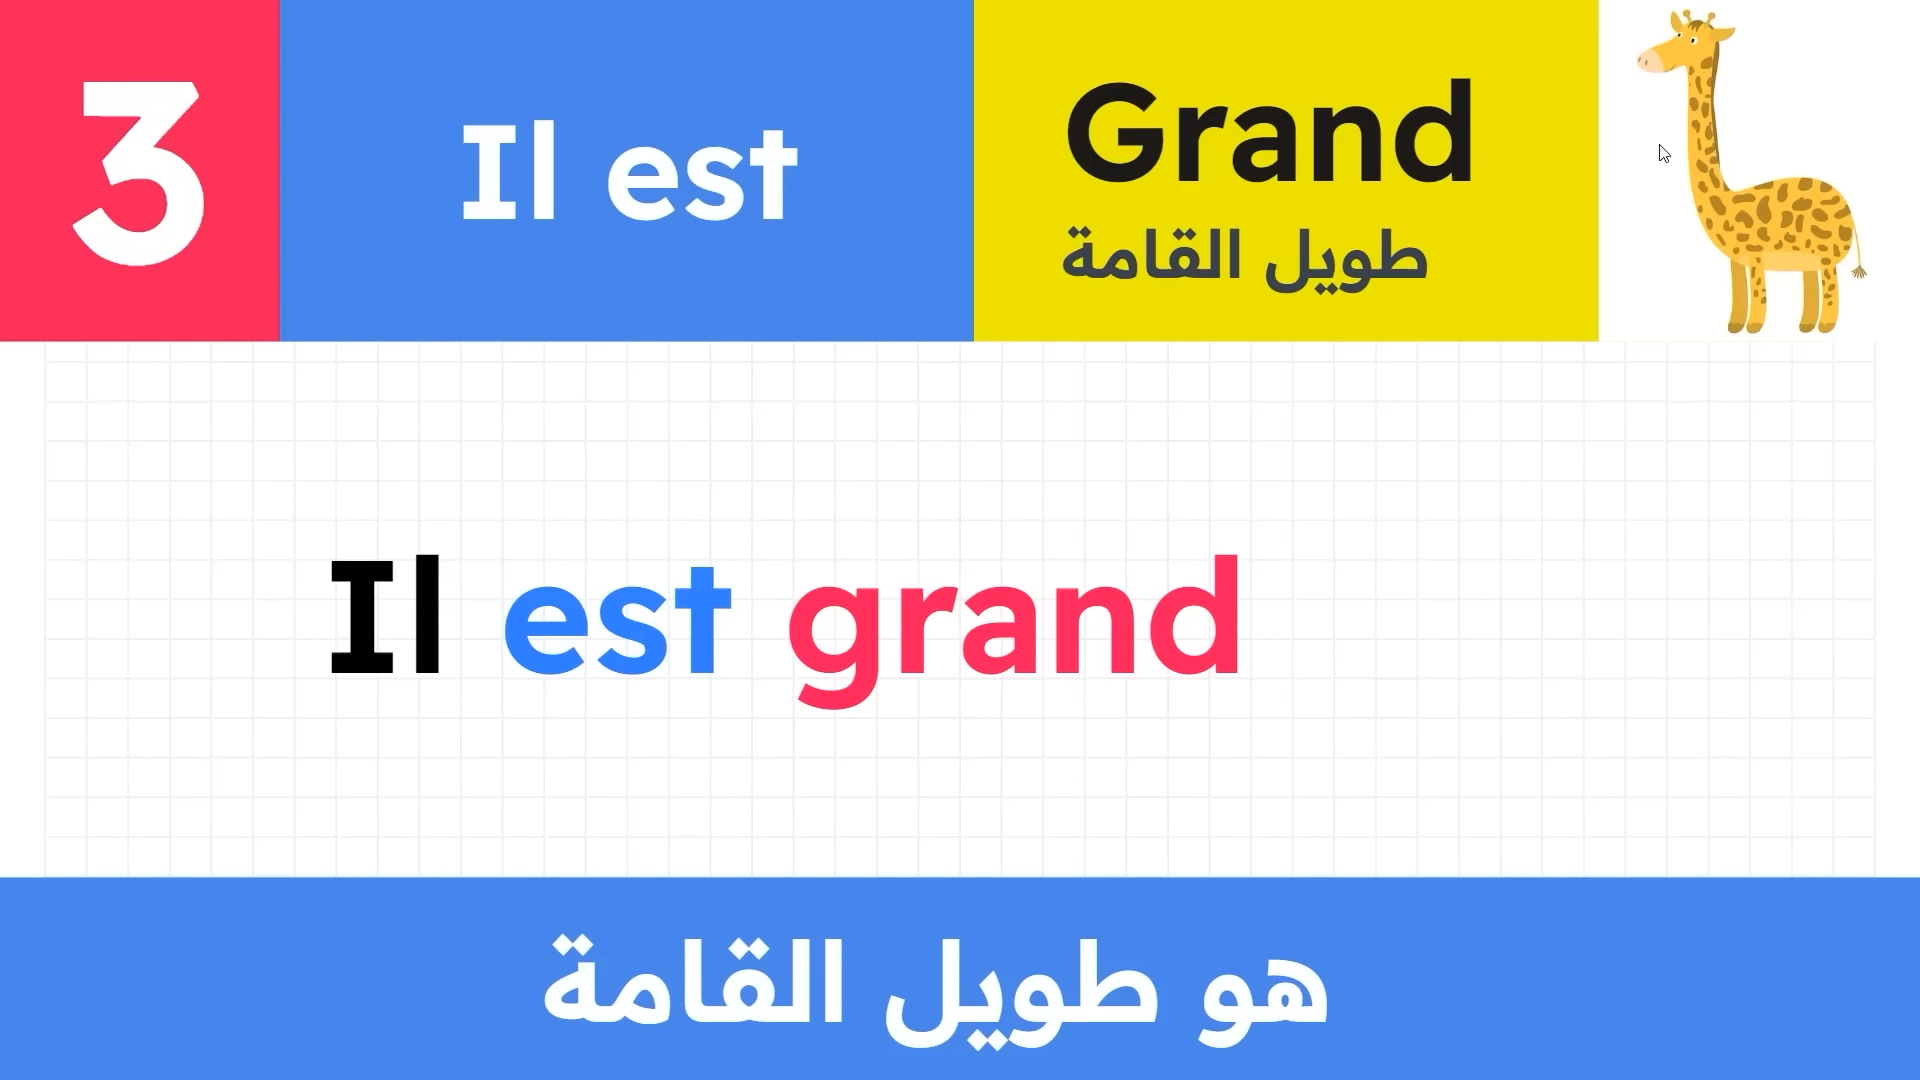 3
Il est
Grand
طويل القامة
Il est grand
هو طويل القامة